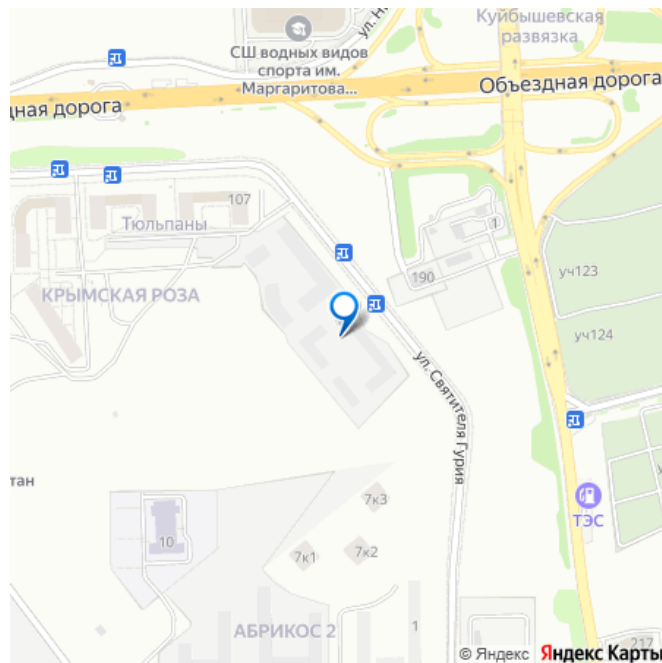 Куйбышевская
развязка
ул. Н
СШ водных видов
спорта им.
Маргаритова...
Объездная дорога
дная дорога
107
Тюльпаны
1
190
уч123
КРЫМСКАЯ РОЗА
уч124
ул. Святителя Гурия
тан
7к3
ТЭС
10
7к1
7к2
АБРИКОС 2
1
217
© Яндекс Яндекс Карты